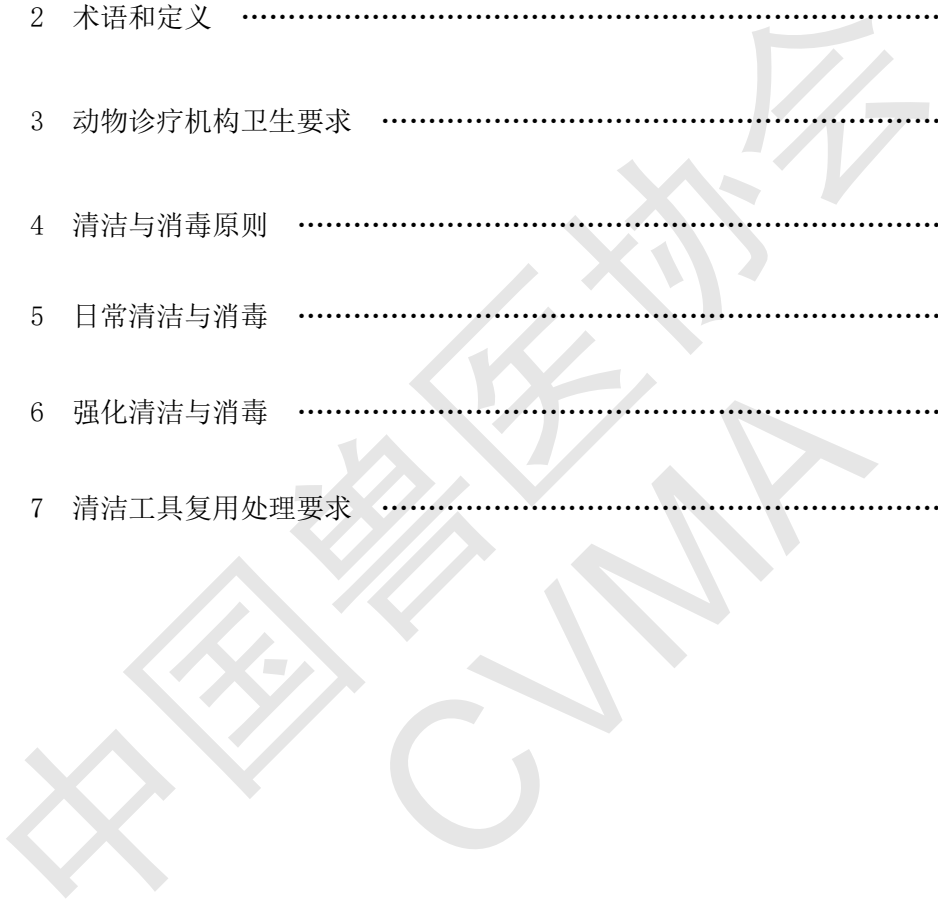 2 术语和定义 ………………………………………………
3 动物诊疗机构卫生要求 ………………………………………
4 清洁与消毒原则 ……………………………………………
5 日常清洁与消毒 ……………………………………………
6 强化清洁与消毒 ……………………………………………
7 清洁工具复用处理要求 ………………………………………
中国兽医协会
CVMA